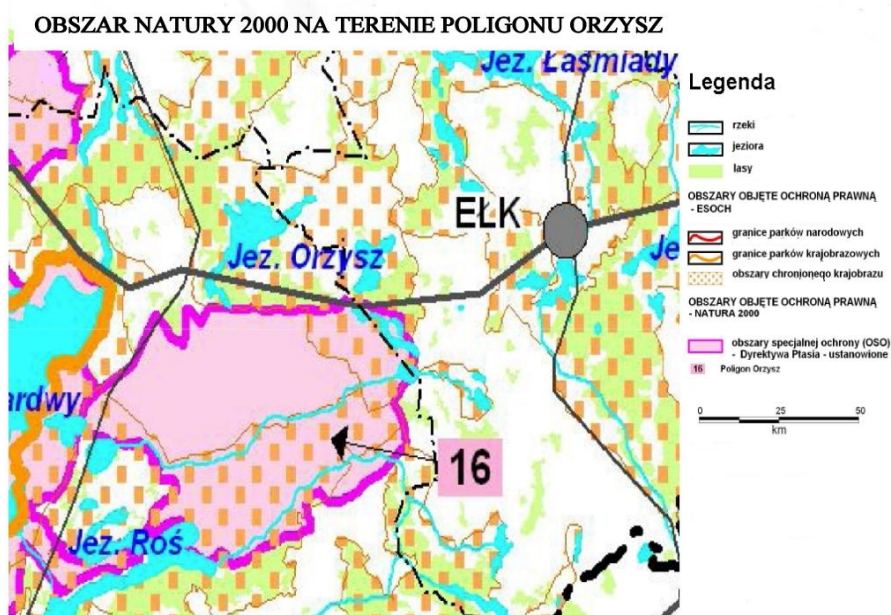 OBSZAR NATURY 2000 NA TERENIE POLIGONU ORZYSZ
Jez. Łaśmiady
EŁK
Jez. Orzysz
Je
ardwy
16
Jez. Roś
Legenda
rzeki
jeziora
lasy
OBSZARY OBJĘTE OCHRONĄ PRAWNĄ
- ESOCH
granice parków narodowych
granice parków krajobrazowych
obszary chronionego krajobrazu
OBSZARY OBJĘTE OCHRONĄ PRAWNĄ
- NATURA 2000
obszary specjalnej ochrony (OSO)
- Dyrektywa Ptasia - ustanowione
16 Poligon Orzysz
0 25 50
km